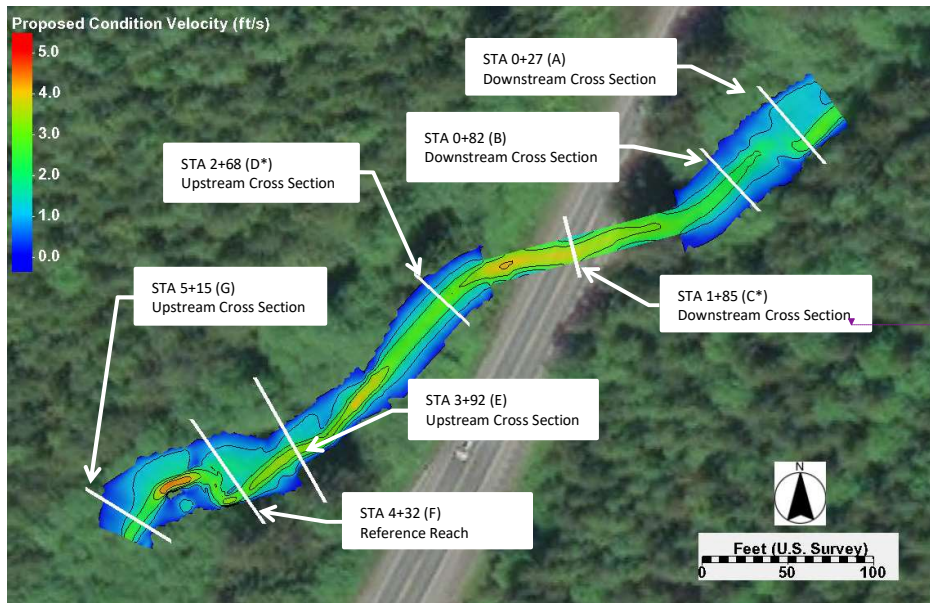 Proposed Condition Velocity (ft/s)
5.0
4.0
3.0
2.0
1.0
0.0
STA 0+27 (A)
Downstream Cross Section
STA 0+82 (B)
Downstream Cross Section
STA 2+68 (D*)
Upstream Cross Section
STA 5+15 (G)
Upstream Cross Section
STA 1+85 (C*)
Downstream Cross Section
STA 3+92 (E)
Upstream Cross Section
STA 4+32 (F)
Reference Reach
N
Feet (U.S. Survey)
0 50 100